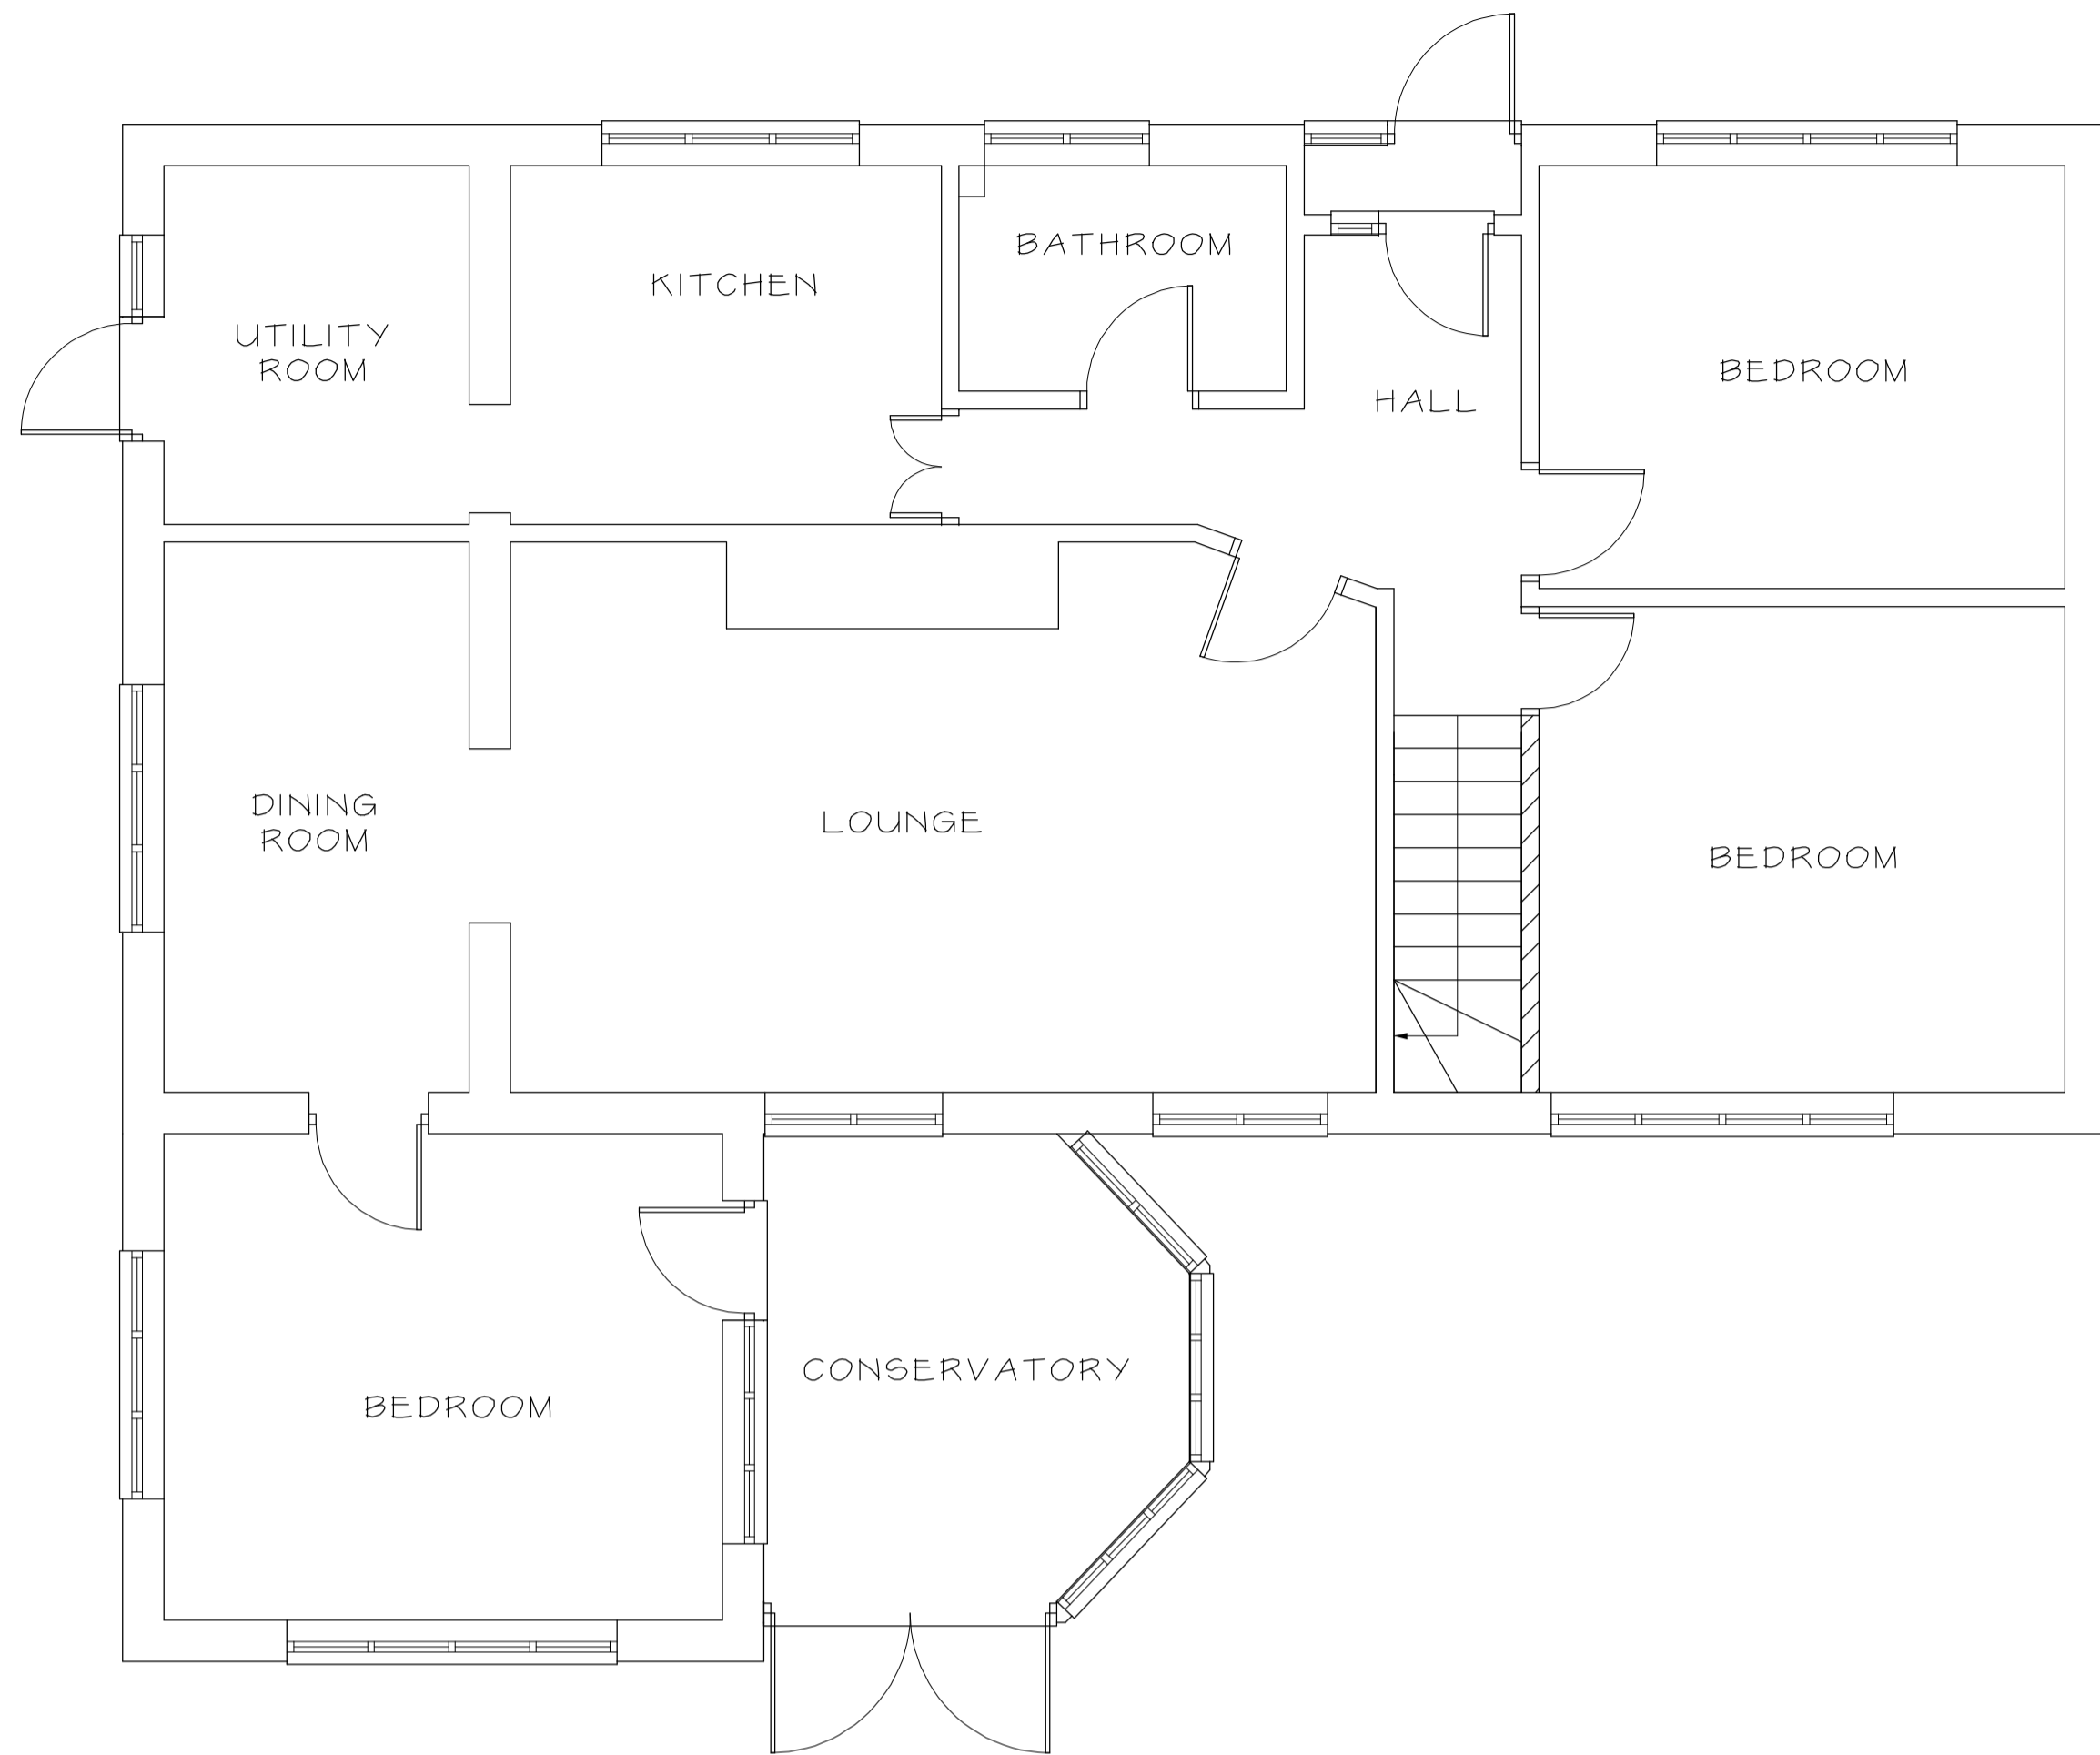 BATHROOM
KITCHEN
UTILITY
ROOM
BEDROOM
HALL
DINING
ROOM
LOUNGE
BEDROOM
CONSERVATORY
BEDROOM